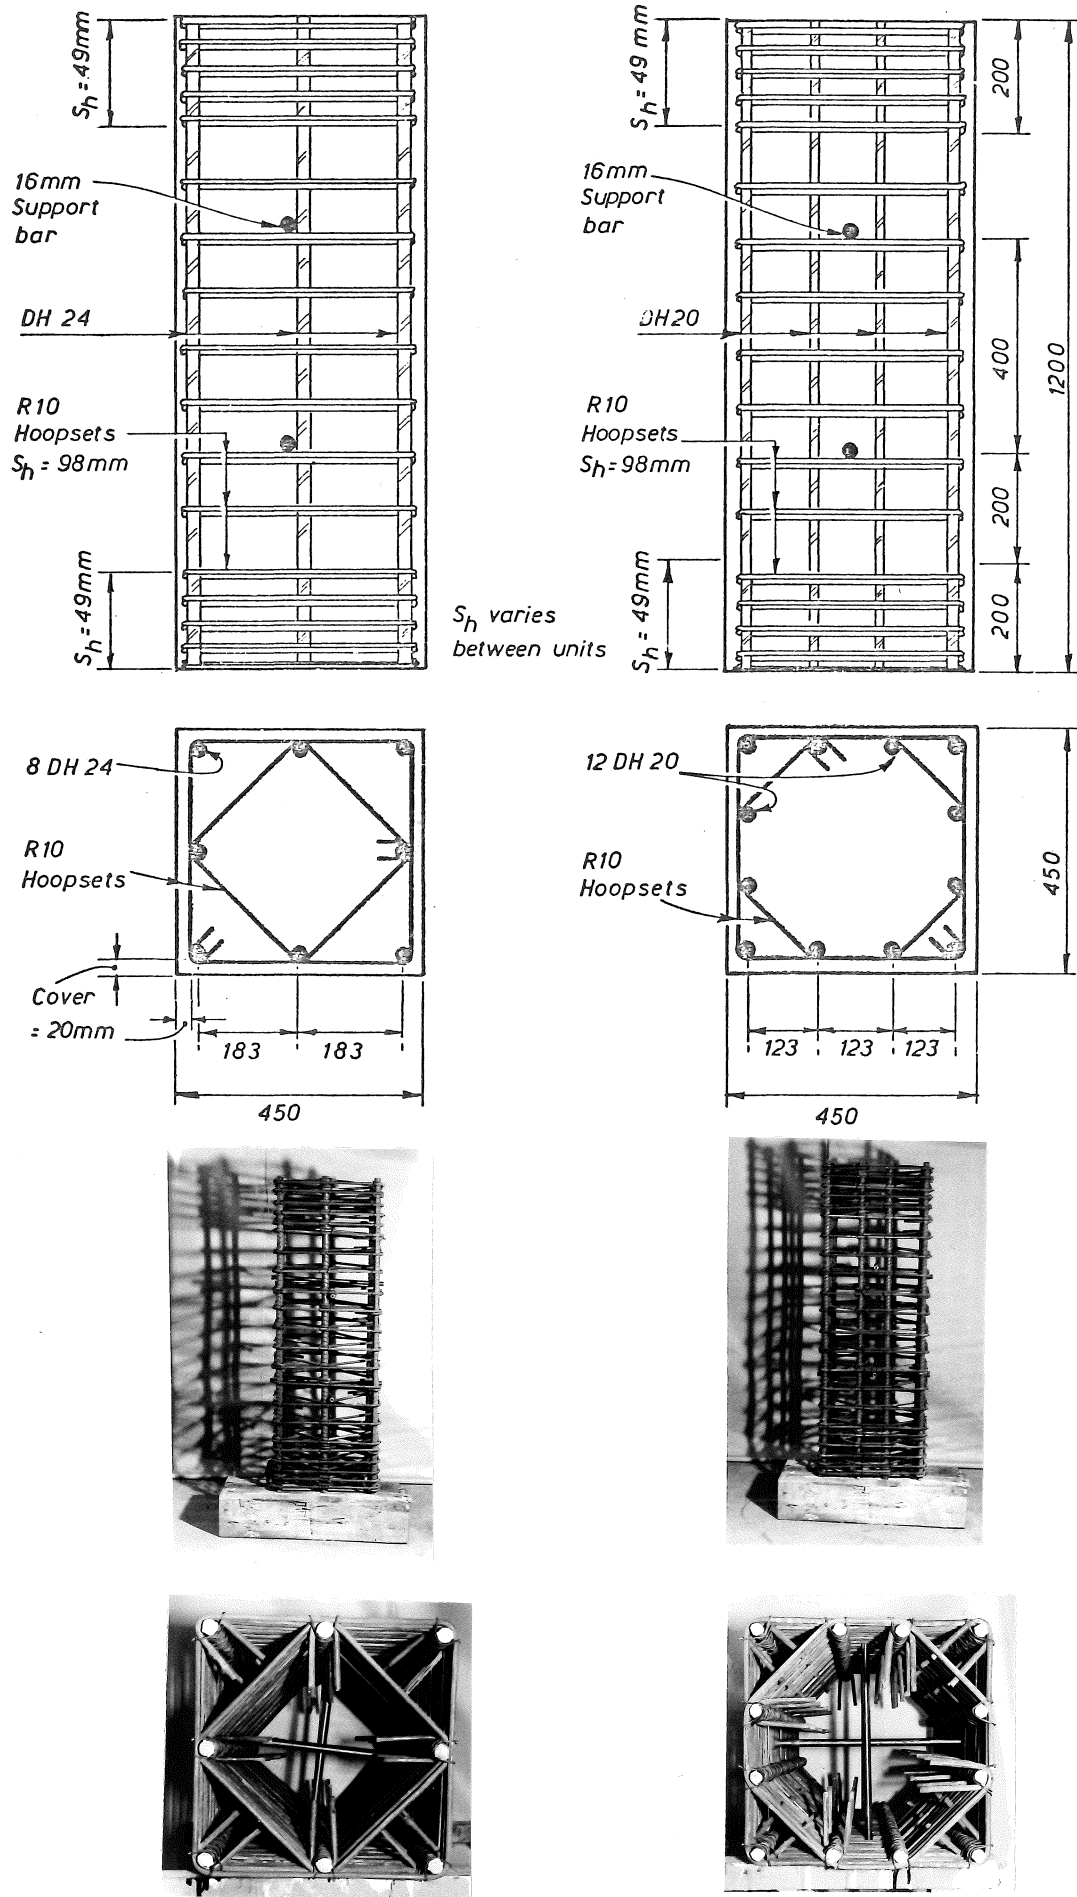 Sh = 49mm
16mm
Support
bar
DH 24
R10
Hoopsets
Sh = 98mm
Sh = 49mm
Sh varies
between units
Sh = 49 mm
16mm
Support
bar
DH20
R10
Hoopsets
Sh = 98mm
Sh = 49mm
200
400
1200
200
200
8 DH 24
R10
Hoopsets
Cover
= 20mm
183
183
450
12 DH 20
R10
Hoopsets
450
123
123
123
450